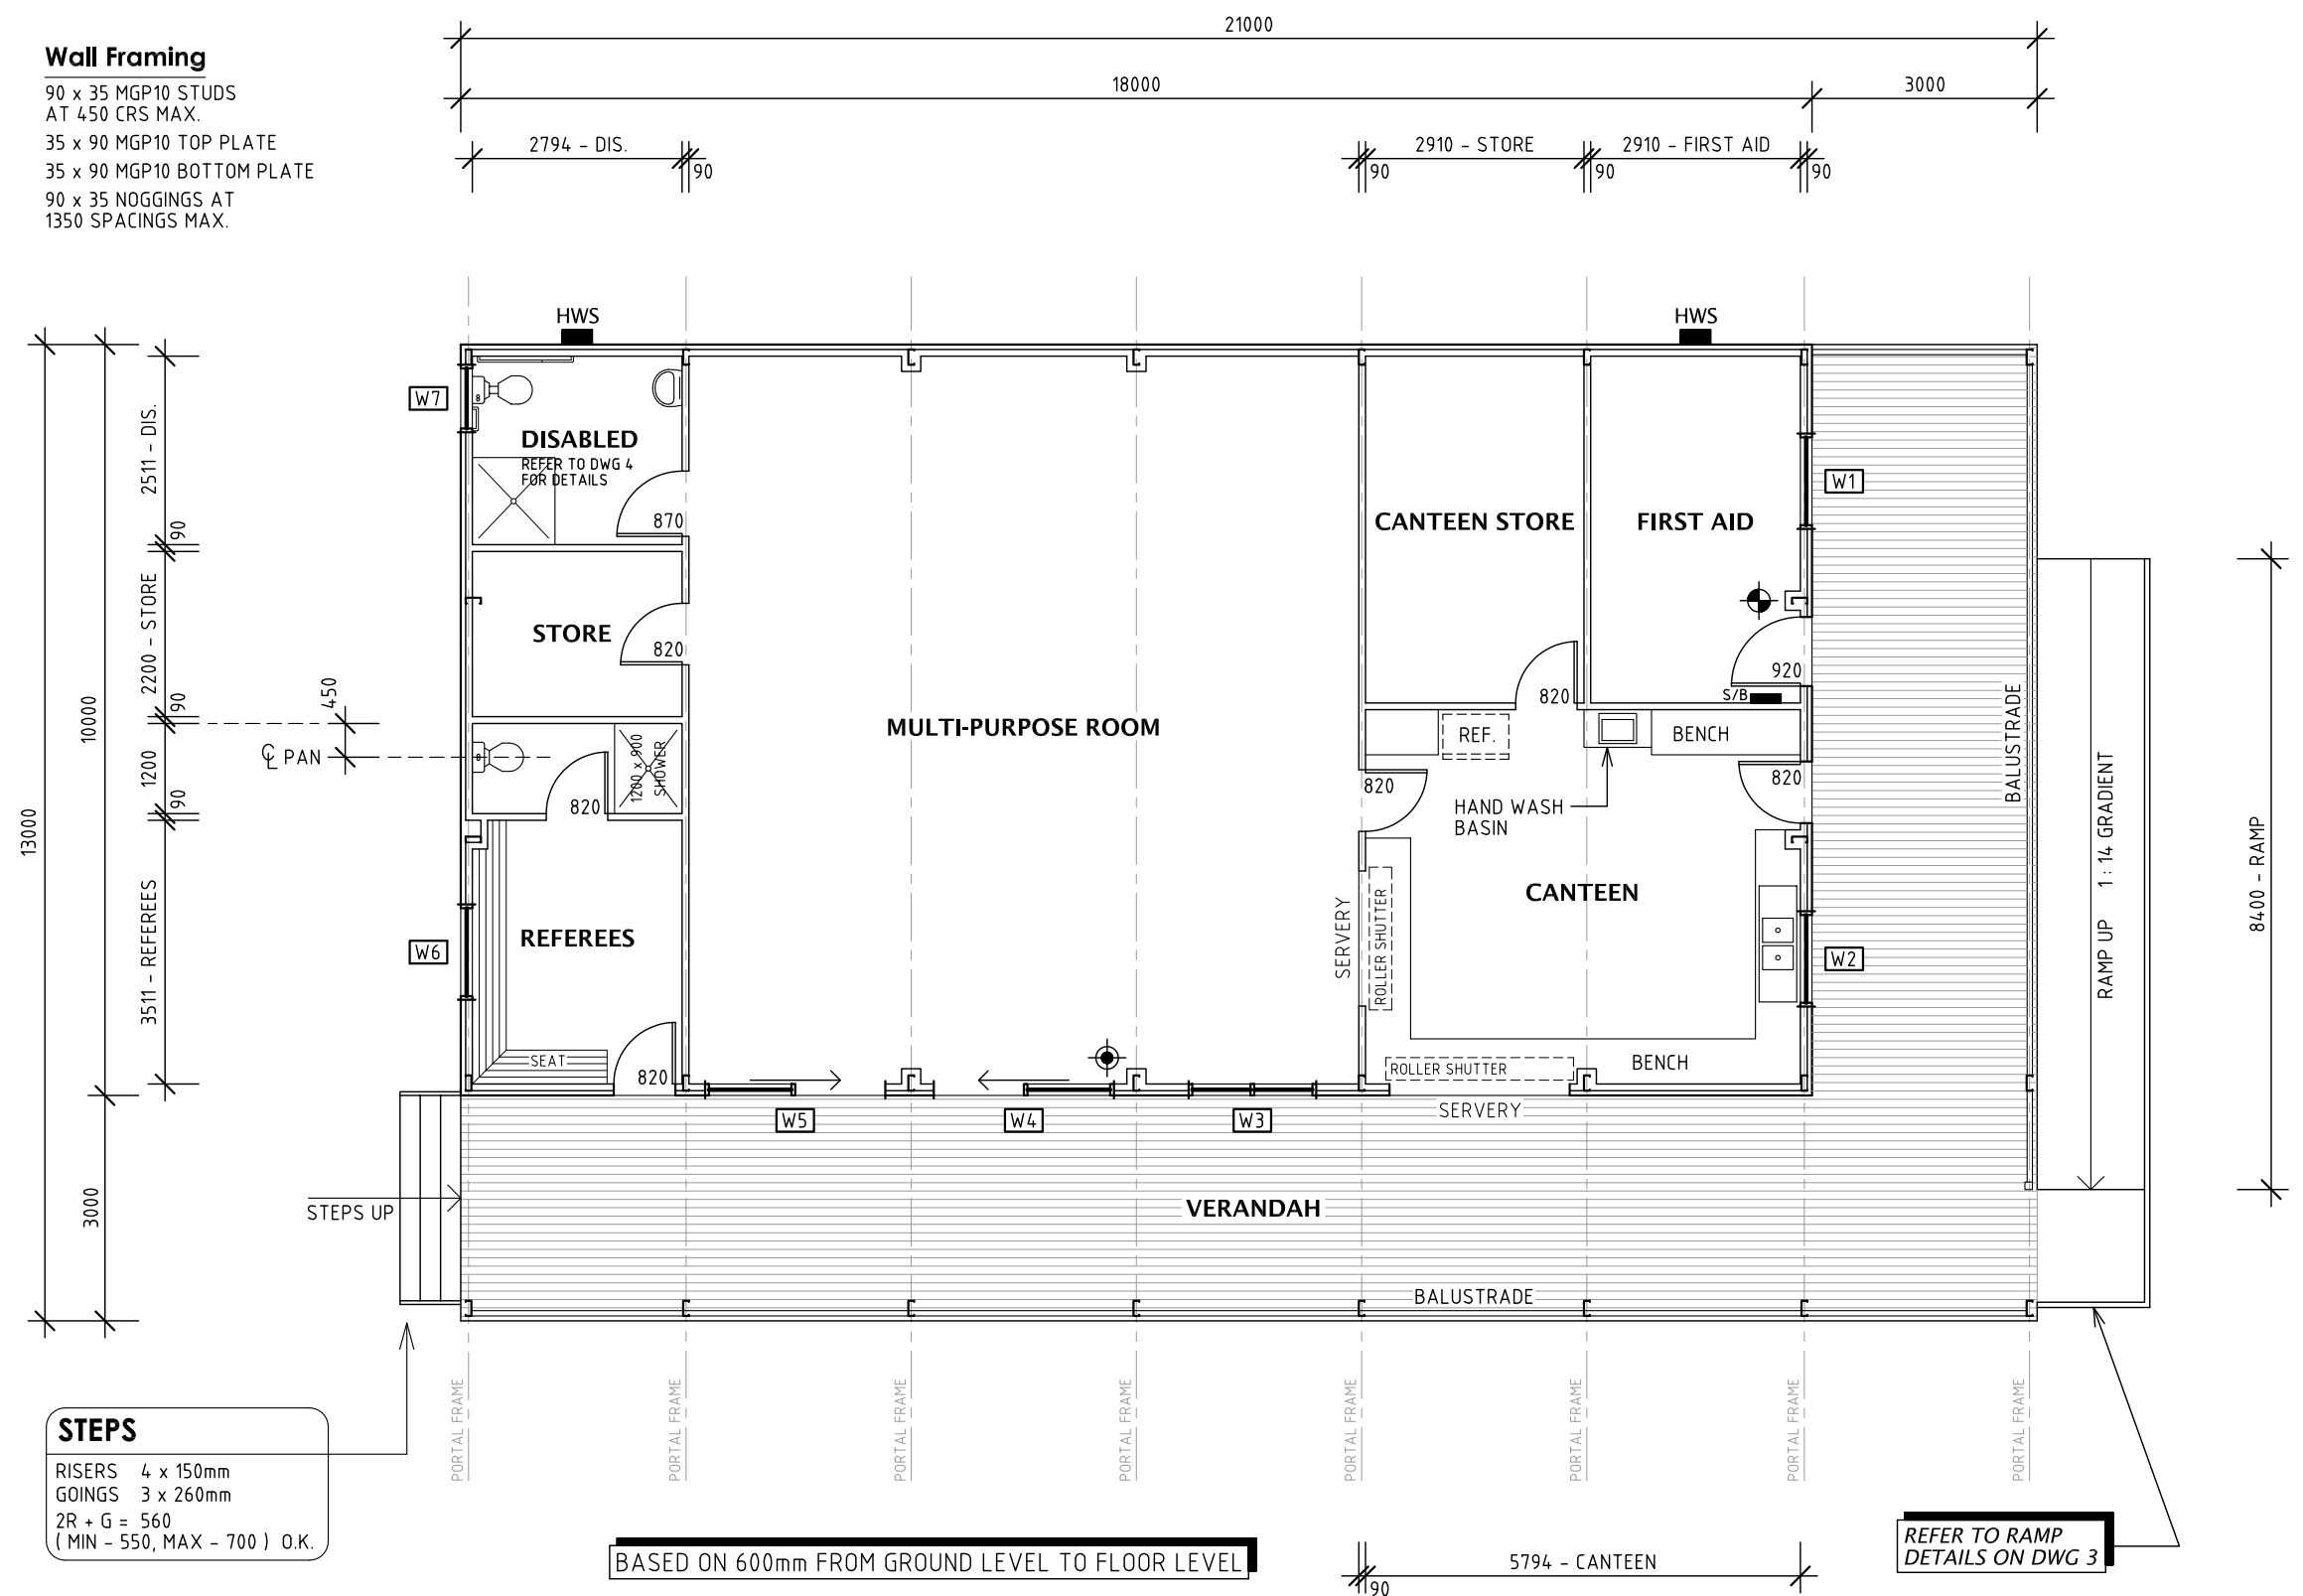 21000
Wall Framing
90 x 35 MGP10 STUDS
AT 450 CRS MAX.
35 x 90 MGP10 TOP PLATE
35 x 90 MGP10 BOTTOM PLATE
90 x 35 NOGGINGS AT
1350 SPACINGS MAX.
18000
3000
2794 - DIS.
90
2910 - STORE
2910 - FIRST AID
90
90
90
HWS
HWS
W7
DISABLED
REFER TO DWG 4
FOR DETAILS
870
W1
CANTEEN STORE
FIRST AID
2511 - DIS.
90
2200 - STORE
90
1200
90
3511 - REFEREES
10000
3000
13000
450
STORE
820
920
S/B
820
MULTI-PURPOSE ROOM
REF.
BENCH
℄ PAN
1200 x 900
SHOWER
820
820
820
HAND WASH
BASIN
BALUSTRADE
RAMP UP 1 : 14 GRADIENT
8400 - RAMP
CANTEEN
SERVERY
ROLLER SHUTTER
REFEREES
W6
W2
SEAT
820
ROLLER SHUTTER
BENCH
W5
W4
W3
SERVERY
STEPS UP
VERANDAH
BALUSTRADE
PORTAL FRAME
PORTAL FRAME
PORTAL FRAME
PORTAL FRAME
PORTAL FRAME
PORTAL FRAME
PORTAL FRAME
PORTAL FRAME
STEPS
RISERS 4 x 150mm
GOINGS 3 x 260mm
2R + G = 560
( MIN - 550, MAX - 700 ) O.K.
BASED ON 600mm FROM GROUND LEVEL TO FLOOR LEVEL
5794 - CANTEEN
90
REFER TO RAMP
DETAILS ON DWG 3